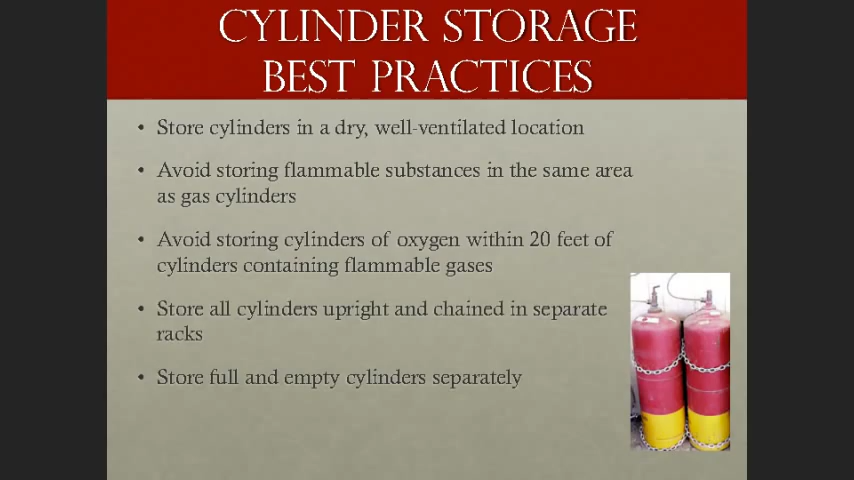 CYLINDER STORAGE
BEST PRACTICES
• Store cylinders in a dry, well-ventilated location
• Avoid storing flammable substances in the same area
as gas cylinders
• Avoid storing cylinders of oxygen within 20 feet of
cylinders containing flammable gases
• Store all cylinders upright and chained in separate
racks
• Store full and empty cylinders separately